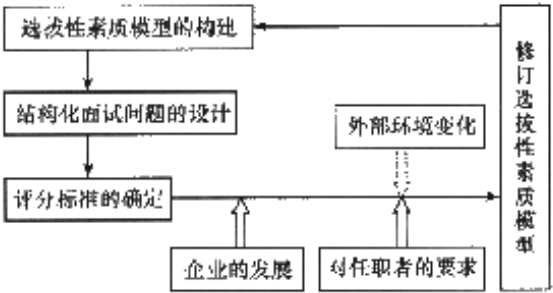 选拔性素质模型的构建
结构化面试问题的设计
外部环境变化
评分标准的确定
企业的发展
对任职者的要求
修订选拔性素质模型